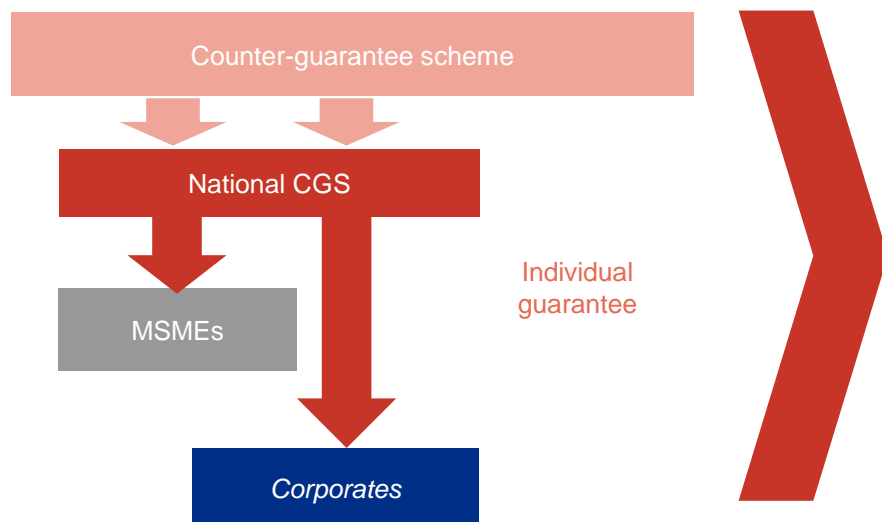 Counter-guarantee scheme
National CGS
Individual
guarantee
MSMEs
Corporates